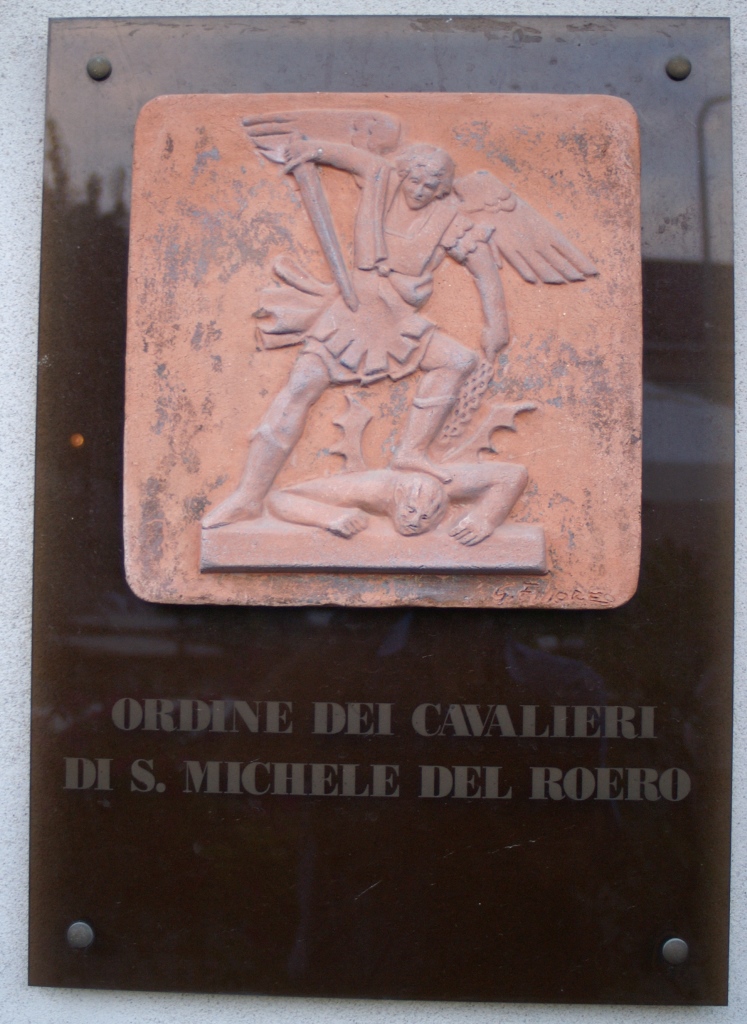 ORDINE DEI CAVALIERI
DI S. MICHELE DEL ROERO